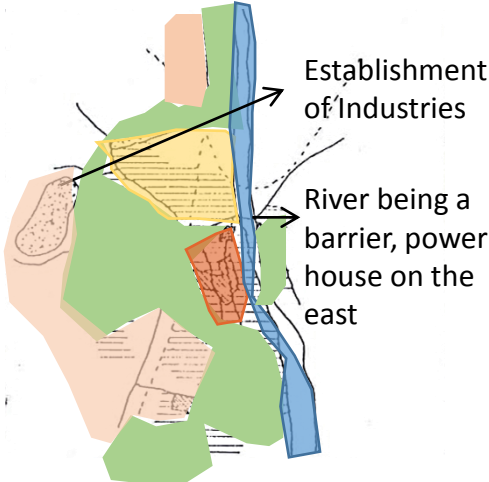 Establishment
of Industries
River being a
barrier, power
house on the
east